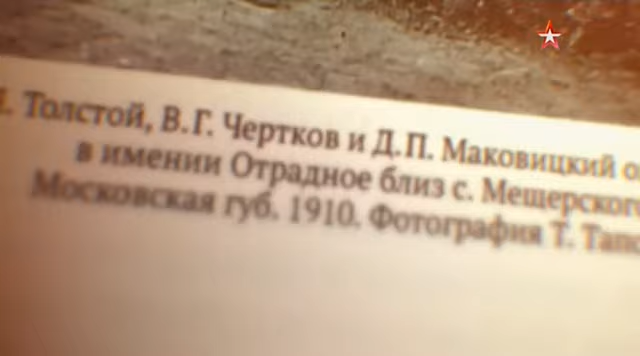 Толстой, В.Г. Чертков и Д.П. Маковицкий
в имении Отрадное близ с. Мещерского
Московская губ. 1910. Фотография Т.